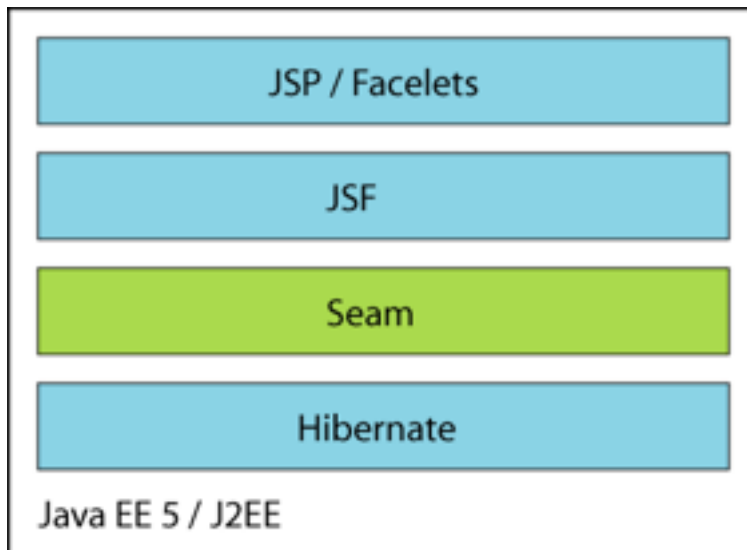 JSP / Facelets
JSF
Seam
Hibernate
Java EE 5 / J2EE